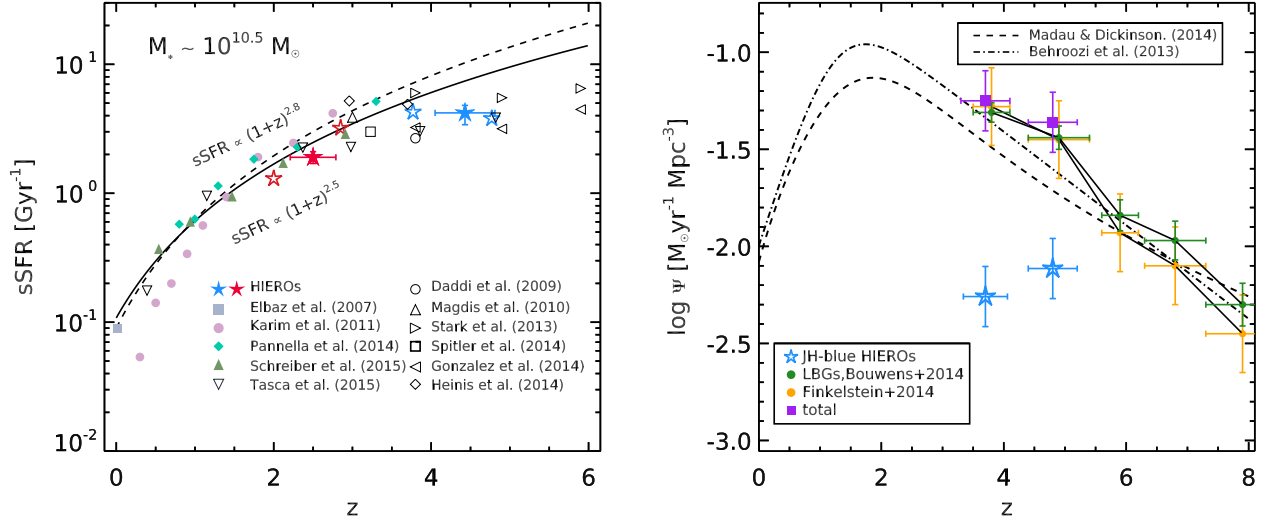 M* ~ 10^10.5 M☉
sSFR ∝ (1+z)^2.8
sSFR ∝ (1+z)^2.5
sSFR [Gyr^-1]
10^1
10^0
10^-1
10^-2
HIEROs
Elbaz et al. (2007)
Karim et al. (2011)
Pannella et al. (2014)
Schreiber et al. (2015)
Tasca et al. (2015)
Daddi et al. (2009)
Magdis et al. (2010)
Stark et al. (2013)
Spitler et al. (2014)
Gonzalez et al. (2014)
Heinis et al. (2014)
0 2 4 6
z
log Ψ [M☉yr^-1 Mpc^-3]
-1.0
-1.5
-2.0
-2.5
-3.0
Madau & Dickinson. (2014)
Behroozi et al. (2013)
JH-blue HIEROs
LBGs,Bouwens+2014
Finkelstein+2014
total
0 2 4 6 8
z